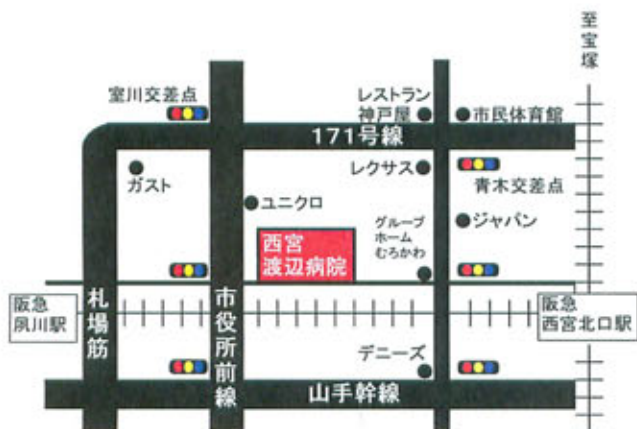 至宝塚
室川交差点
レストラン
神戸屋
市民体育館
171号線
ガスト
レクサス
青木交差点
ユニクロ
ジャパン
西宮
渡辺病院
グループ
ホーム
むろかわ
阪急
夙川駅
札場筋
市役所前線
阪急
西宮北口駅
デニーズ
山手幹線